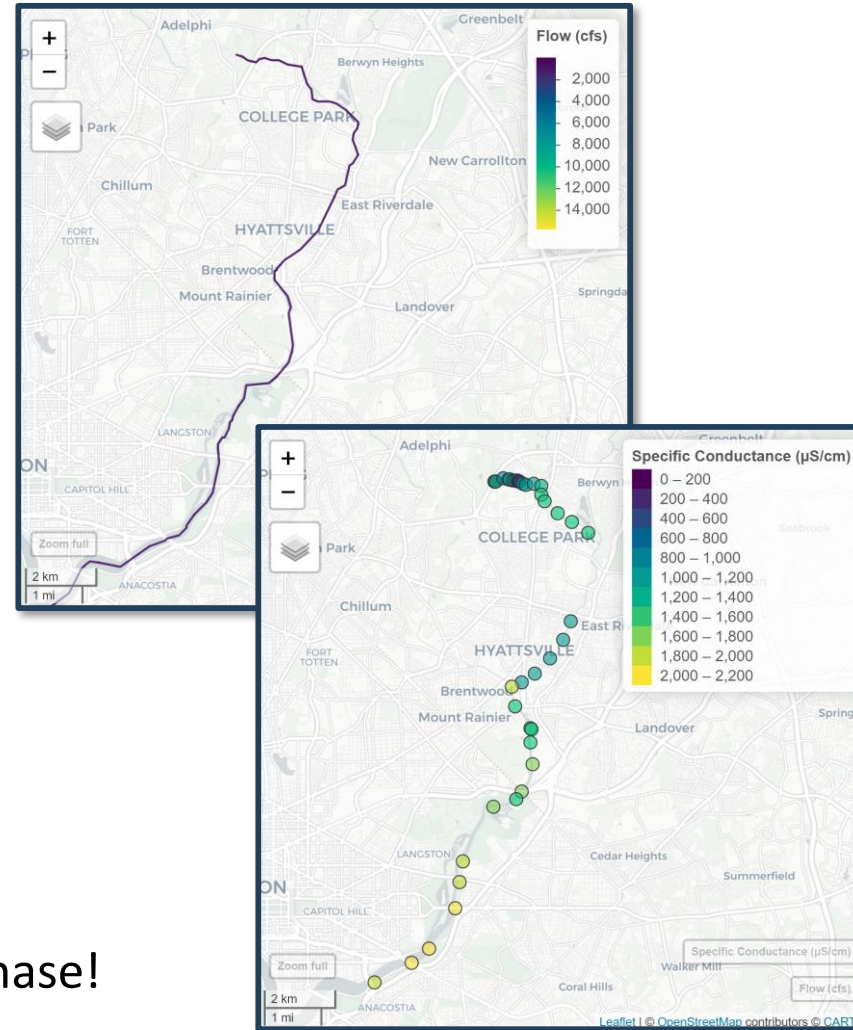 Adelphi
Greenbelt
Flow (cfs)
+
−
Berwyn Heights
2,000
4,000
6,000
8,000
10,000
12,000
14,000
COLLEGE PARK
Park
New Carrollton
Chillum
East Riverdale
FORT
TOTTEN
HYATTSVILLE
Brentwood
Mount Rainier
Landover
Springda
LANGSTON
ON
CAPITOL HILL
Zoom full
2 km
1 mi
ANACOSTIA
Adelphi
Greenbelt
Specific Conductance (µS/cm)
+
−
0 – 200
200 – 400
400 – 600
600 – 800
800 – 1,000
1,000 – 1,200
1,200 – 1,400
1,400 – 1,600
1,600 – 1,800
1,800 – 2,000
2,000 – 2,200
Berwyn
Seabrook
COLLEGE PARK
Park
Chillum
East Ri
FORT
TOTTEN
HYATTSVILLE
Brentwood
Mount Rainier
Landover
Spring
LANGSTON
Cedar Heights
Summerfield
ON
CAPITOL HILL
Specific Conductance (µS/cm)
Walker Mill
Zoom full
Coral Hills
Flow (cfs)
2 km
1 mi
ANACOSTIA
Leaflet | © OpenStreetMap contributors © CART
hase!